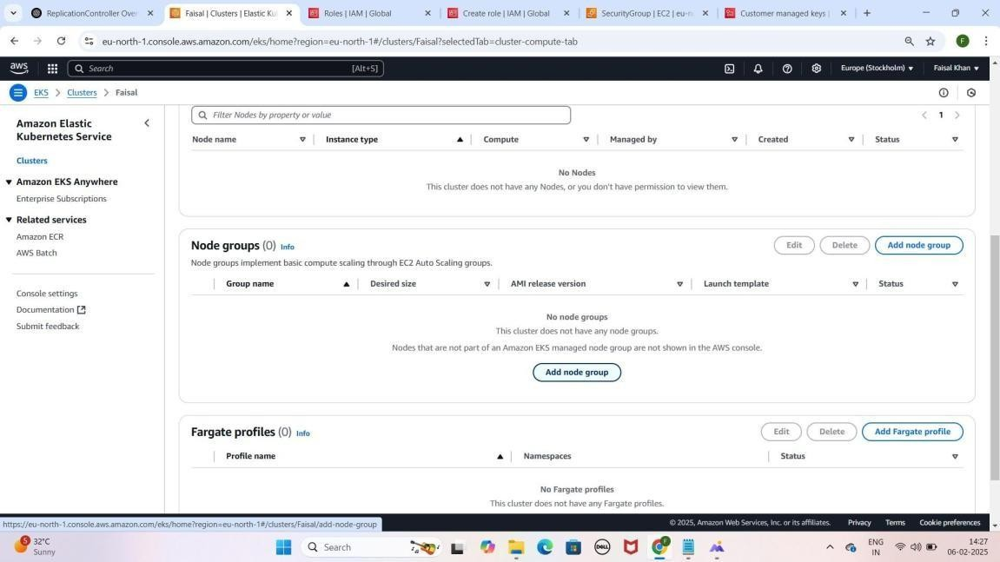 ReplicationController Over
Faisal | Clusters | Elastic Ku
Roles | IAM | Global
Create role | IAM | Global
SecurityGroup | EC2 | eu-n
Customer managed keys |
eu-north-1.console.aws.amazon.com/eks/home?region=eu-north-1#/clusters/Faisal?selectedTab=cluster-compute-tab
F
aws
Search
[Alt+S]
Europe (Stockholm)
Faisal Khan
EKS
Clusters
Faisal
Amazon Elastic
Kubernetes Service
Clusters
Amazon EKS Anywhere
Enterprise Subscriptions
Related services
Amazon ECR
AWS Batch
Console settings
Documentation
Submit feedback
Filter Nodes by property or value
1
Node name
Instance type
Compute
Managed by
Created
Status
No Nodes
This cluster does not have any Nodes, or you don't have permission to view them.
Node groups (0) Info
Edit
Delete
Add node group
Node groups implement basic compute scaling through EC2 Auto Scaling groups.
Group name
Desired size
AMI release version
Launch template
Status
No node groups
This cluster does not have any node groups.
Nodes that are not part of an Amazon EKS managed node group are not shown in the AWS console.
Add node group
Fargate profiles (0) Info
Edit
Delete
Add Fargate profile
Profile name
Namespaces
Status
No Fargate profiles
This cluster does not have any Fargate profiles.
https://eu-north-1.console.aws.amazon.com/eks/home?region=eu-north-1#/clusters/Faisal/add-node-group
© 2025, Amazon Web Services, Inc. or its affiliates.
Privacy
Terms
Cookie preferences
5
32°C
Sunny
Search
DELL
F
ENG
IN
14:27
06-02-2025